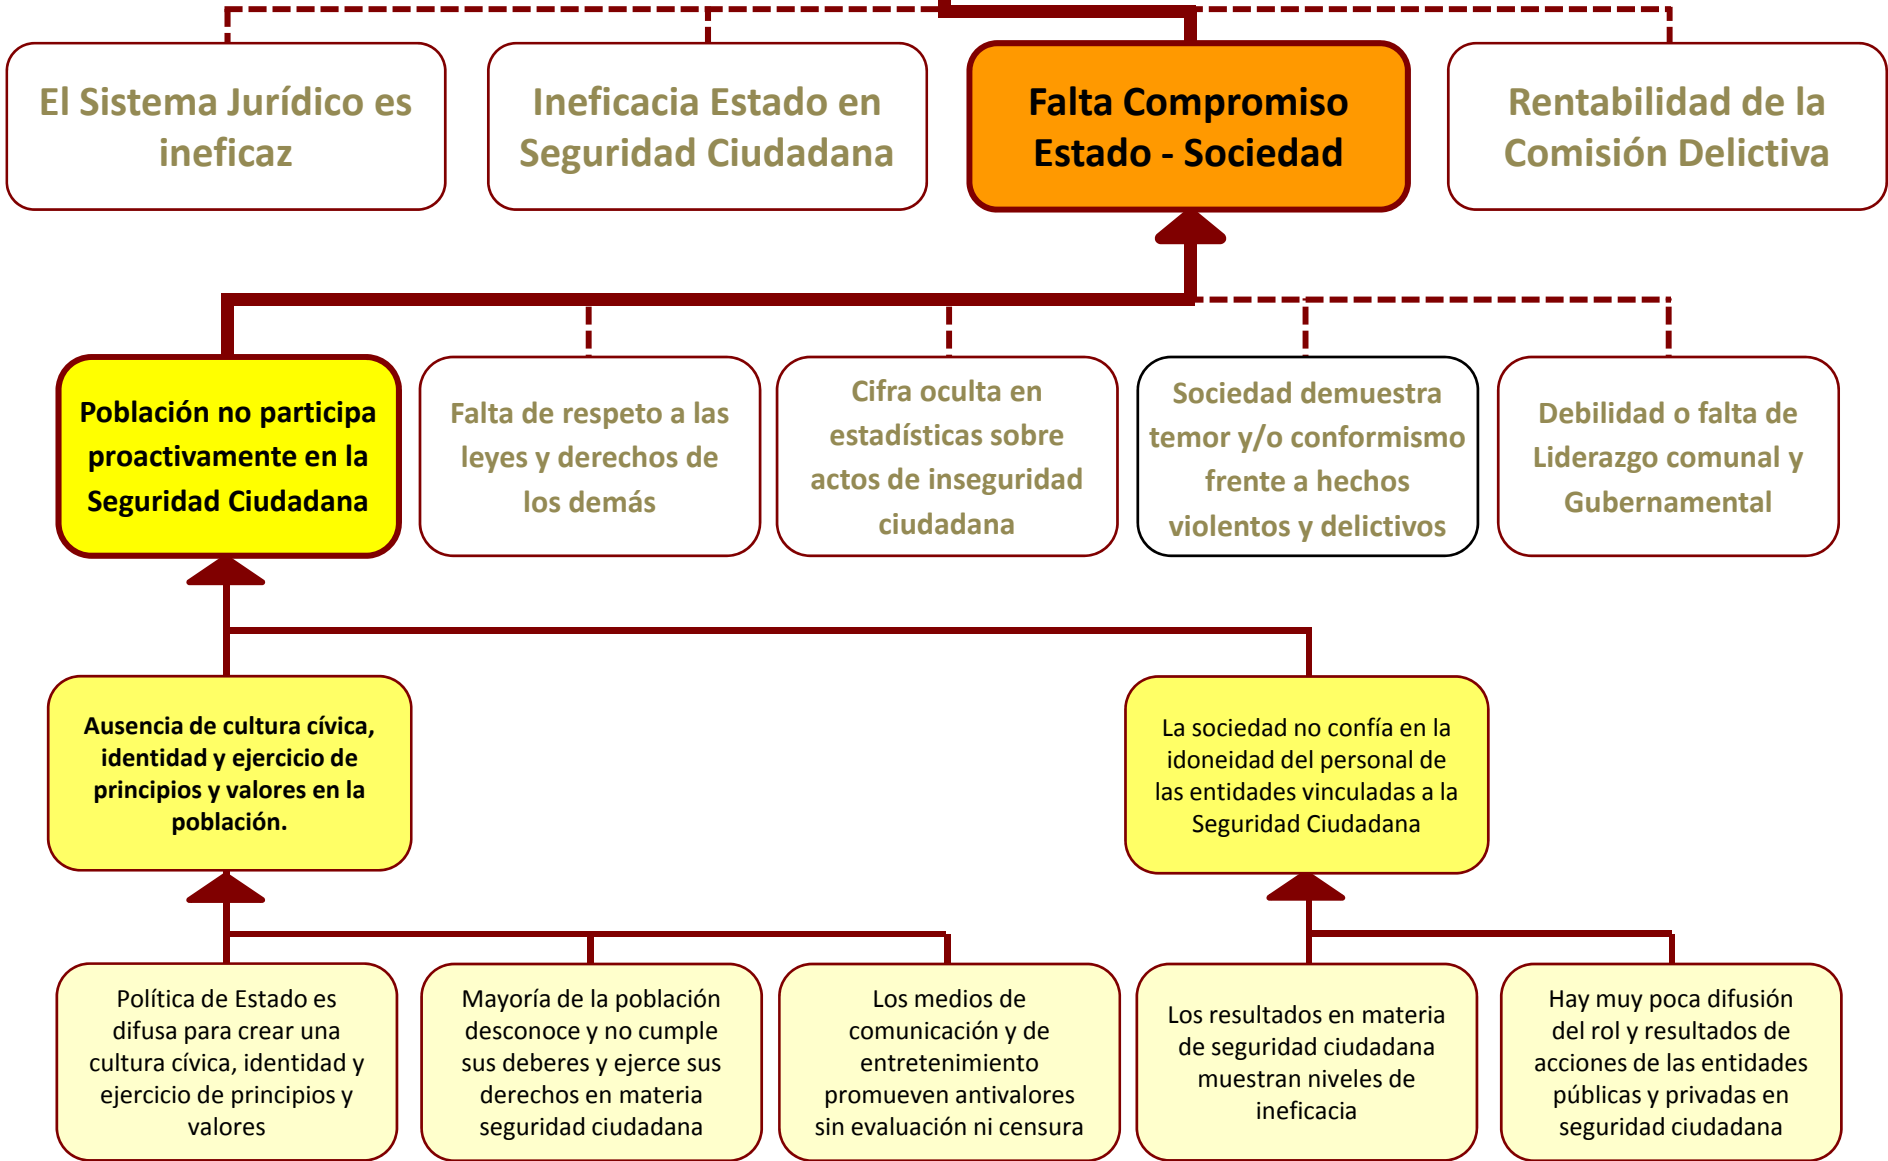 El Sistema Jurídico es
ineficaz
Ineficacia Estado en
Seguridad Ciudadana
Falta Compromiso
Estado - Sociedad
Rentabilidad de la
Comisión Delictiva
Población no participa
proactivamente en la
Seguridad Ciudadana
Falta de respeto a las
leyes y derechos de
los demás
Cifra oculta en
estadísticas sobre
actos de inseguridad
ciudadana
Sociedad demuestra
temor y/o conformismo
frente a hechos
violentos y delictivos
Debilidad o falta de
Liderazgo comunal y
Gubernamental
Ausencia de cultura cívica,
identidad y ejercicio de
principios y valores en la
población.
La sociedad no confía en la
idoneidad del personal de
las entidades vinculadas a la
Seguridad Ciudadana
Política de Estado es
difusa para crear una
cultura cívica, identidad y
ejercicio de principios y
valores
Mayoría de la población
desconoce y no cumple
sus deberes y ejerce sus
derechos en materia
seguridad ciudadana
Los medios de
comunicación y de
entretenimiento
promueven antivalores
sin evaluación ni censura
Los resultados en materia
de seguridad ciudadana
muestran niveles de
ineficacia
Hay muy poca difusión
del rol y resultados de
acciones de las entidades
públicas y privadas en
seguridad ciudadana